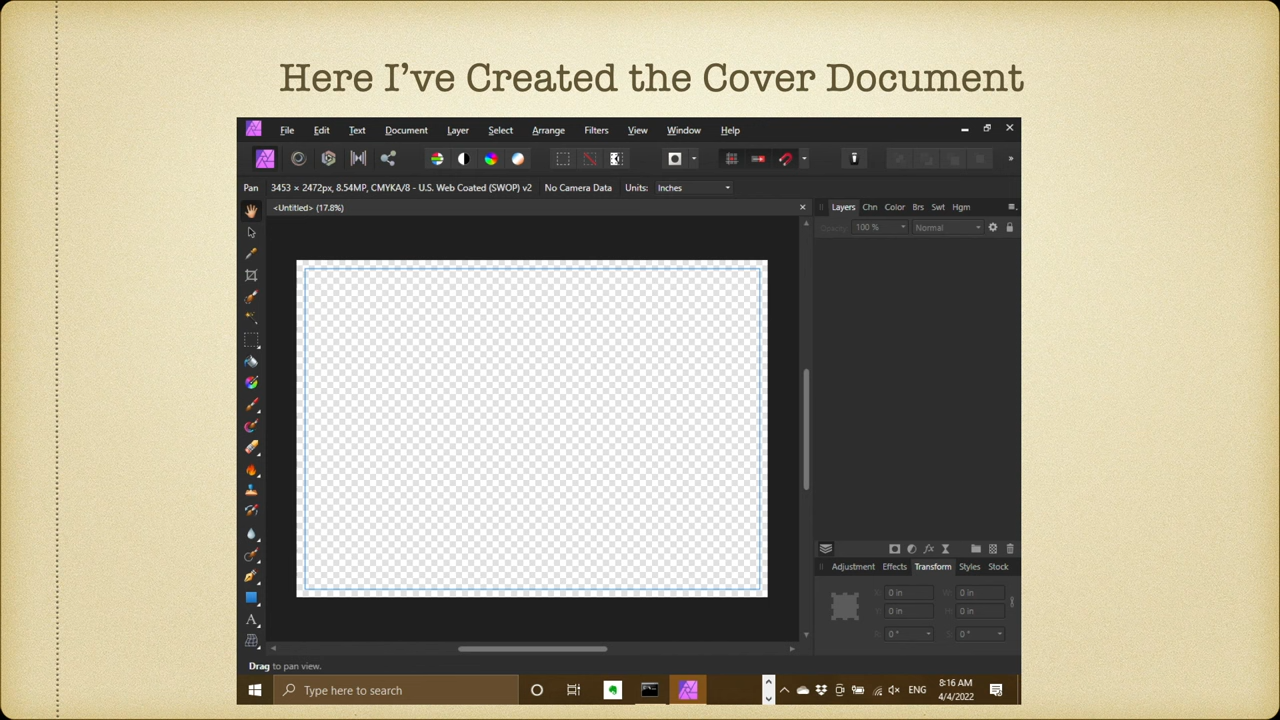 Here I've Created the Cover Document
File Edit Text Document Layer Select Arrange Filters View Window Help
Pan 3453 × 2472px, 8.54MP, CMYKA/8 - U.S. Web Coated (SWOP) v2 No Camera Data Units: Inches
<Untitled> (17.8%)
Layers Chn Color Brs Swt Hgm
Opacity: 100 % Normal
Adjustment Effects Transform Styles Stock
X: 0 in W: 0 in
Y: 0 in H: 0 in
R: 0 ° S: 0 °
Drag to pan view.
Type here to search
ENG
8:16 AM
4/4/2022